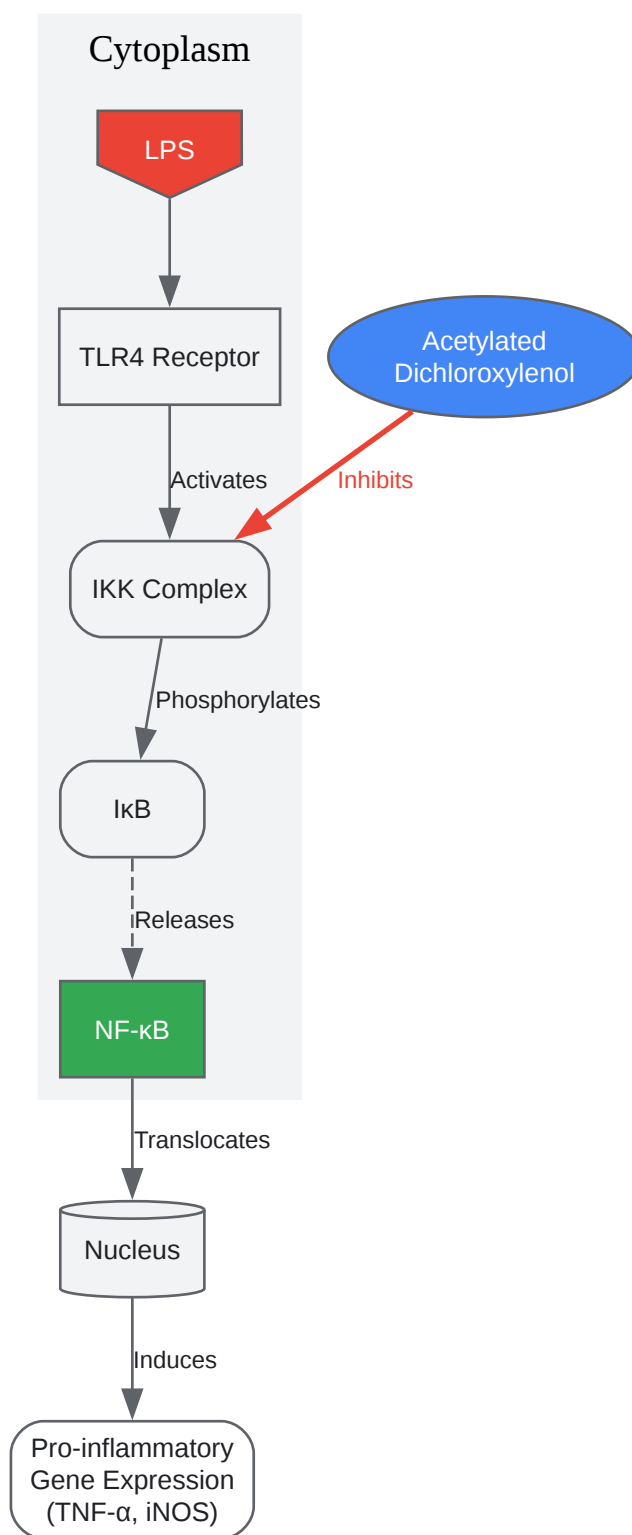 Cytoplasm
LPS
TLR4 Receptor
Acetylated
Dichloroxylenol
Activates
Inhibits
IKK Complex
Phosphorylates
IκB
Releases
NF-κB
Translocates
Nucleus
Induces
Pro-inflammatory
Gene Expression
(TNF-α, iNOS)